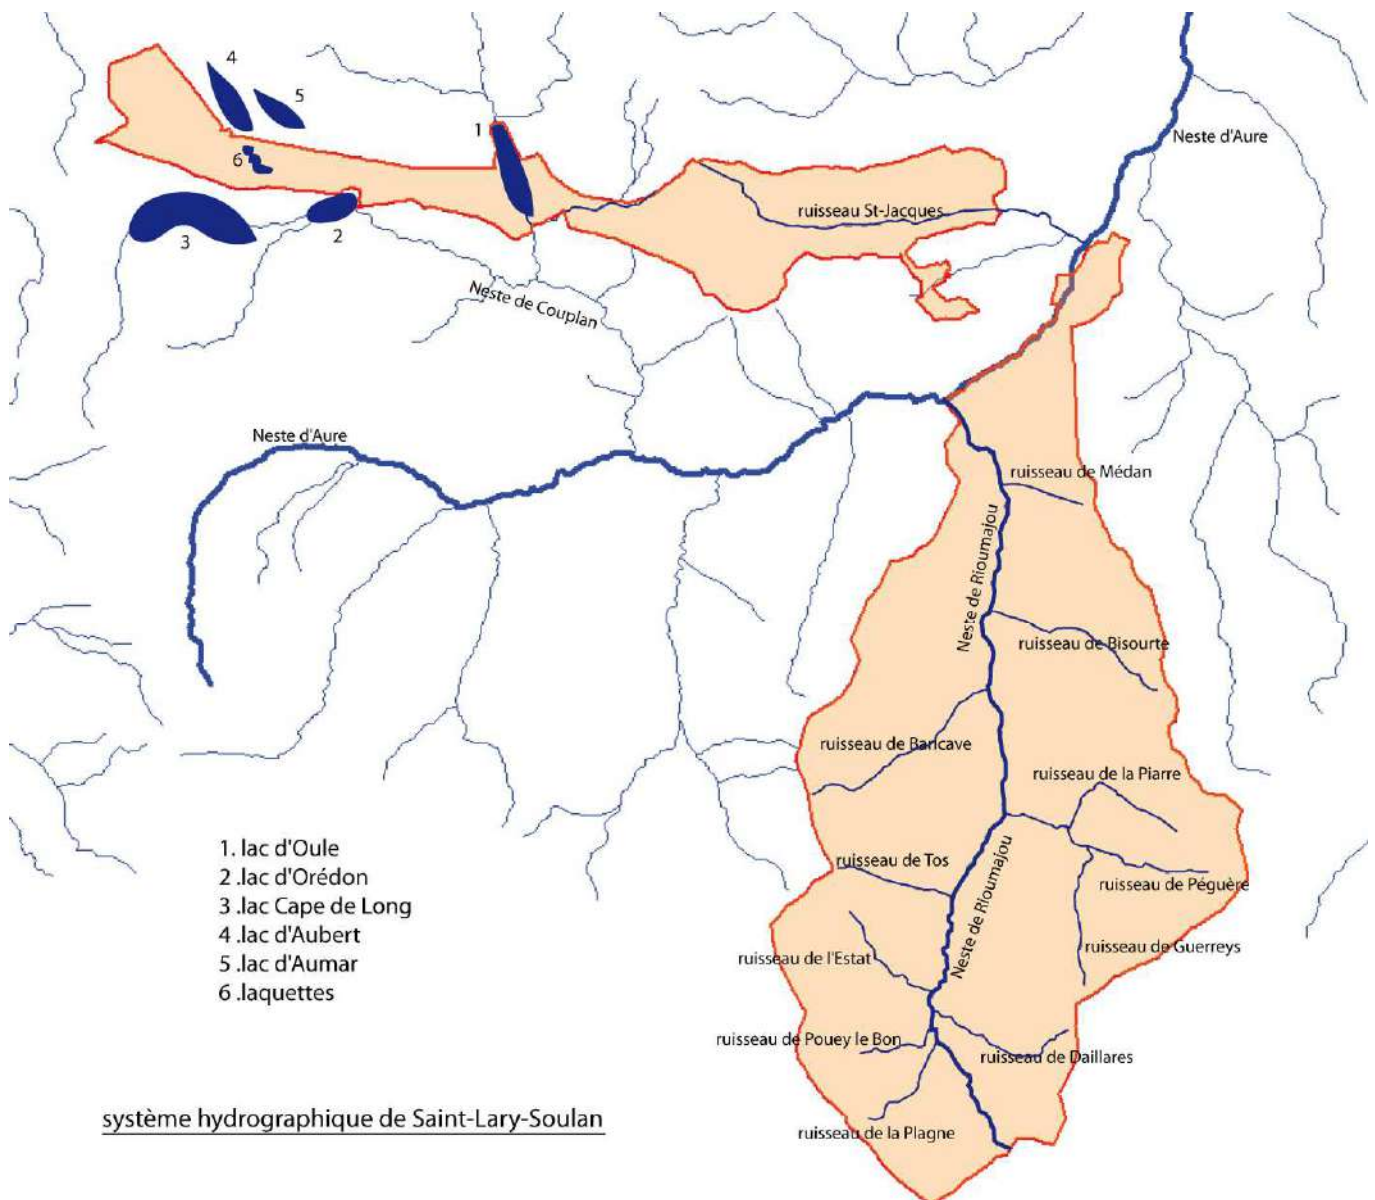 4
5
1
6
3
2
Neste d'Aure
ruisseau St-Jacques
Neste de Couplan
Neste d'Aure
ruisseau de Médan
Neste de Rioumajou
ruisseau de Bisourte
ruisseau de Baricave
ruisseau de la Piarre
ruisseau de Tos
Neste de Rioumajou
ruisseau de Péguère
ruisseau de l'Estat
ruisseau de Guerreys
ruisseau de Pouey le Bon
ruisseau de Daillares
ruisseau de la Plagne
1. lac d'Oule
2 .lac d'Orédon
3 .lac Cape de Long
4 .lac d'Aubert
5 .lac d'Aumar
6 .laquettes
système hydrographique de Saint-Lary-Soulan